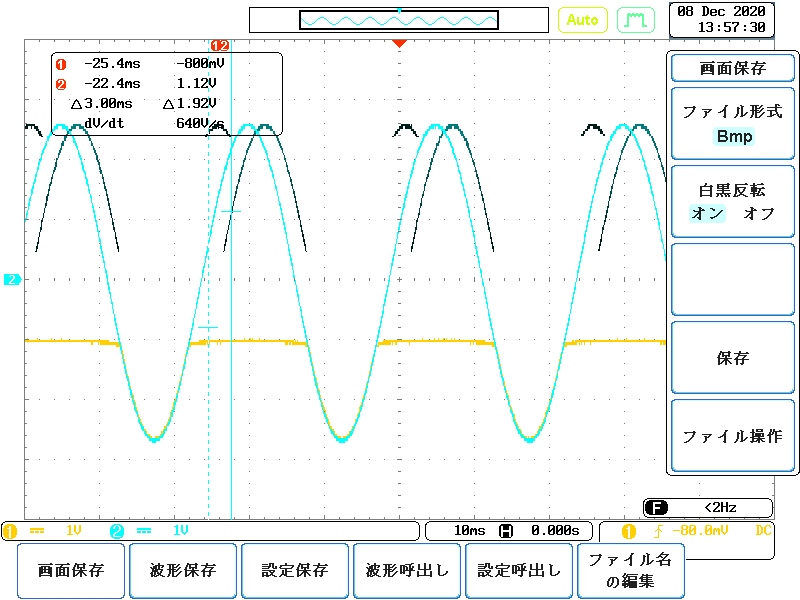 Auto
08 Dec 2020
13:57:30
12
1 -25.4ms -800mV
2 -22.4ms 1.12V
△3.00ms △1.92V
dV/dt 640V/s
画面保存
ファイル形式
Bmp
白黒反転
オン オフ
2
保存
ファイル操作
F <2Hz
1 1V 2 1V
10ms H 0.000s
1 -80.0mV DC
画面保存
波形保存
設定保存
波形呼出し
設定呼出し
ファイル名
の編集